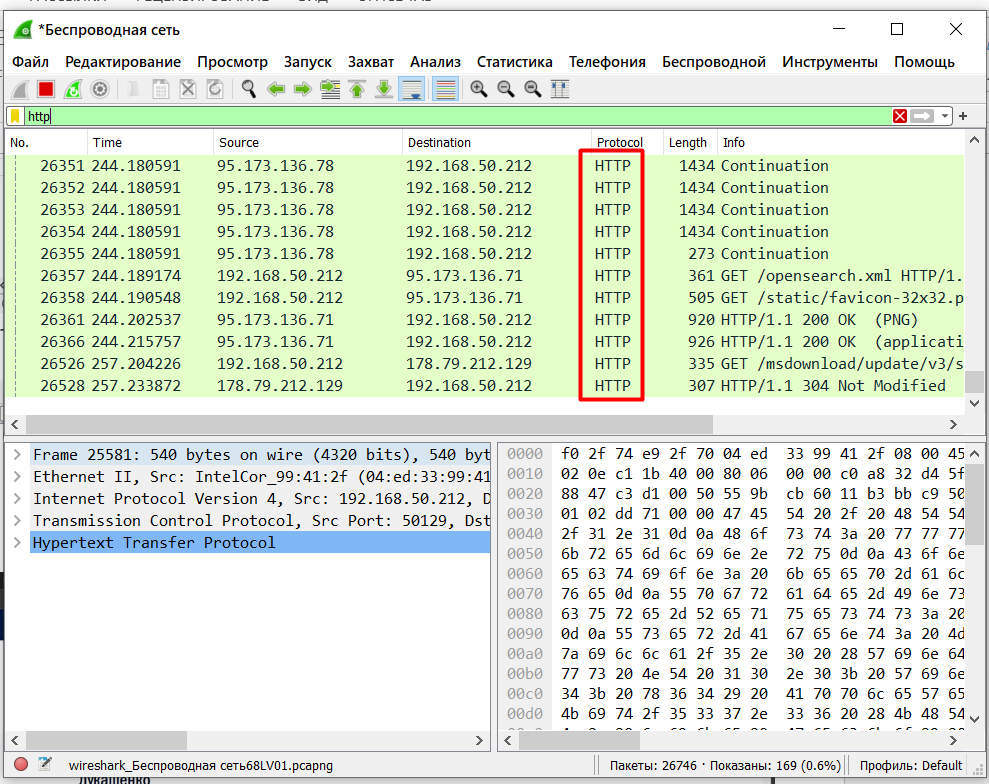 *Беспроводная сеть
Файл Редактирование Просмотр Запуск Захват Анализ Статистика Телефония Беспроводной Инструменты Помощь
http
No. Time Source Destination Protocol Length Info
26351 244.180591 95.173.136.78 192.168.50.212 HTTP 1434 Continuation
26352 244.180591 95.173.136.78 192.168.50.212 HTTP 1434 Continuation
26353 244.180591 95.173.136.78 192.168.50.212 HTTP 1434 Continuation
26354 244.180591 95.173.136.78 192.168.50.212 HTTP 1434 Continuation
26355 244.180591 95.173.136.78 192.168.50.212 HTTP 273 Continuation
26357 244.189174 192.168.50.212 95.173.136.71 HTTP 361 GET /opensearch.xml HTTP/1.
26358 244.190548 192.168.50.212 95.173.136.71 HTTP 505 GET /static/favicon-32x32.p
26361 244.202537 95.173.136.71 192.168.50.212 HTTP 920 HTTP/1.1 200 OK (PNG)
26366 244.215757 95.173.136.71 192.168.50.212 HTTP 926 HTTP/1.1 200 OK (applicati
26526 257.204226 192.168.50.212 178.79.212.129 HTTP 335 GET /msdownload/update/v3/s
26528 257.233872 178.79.212.129 192.168.50.212 HTTP 307 HTTP/1.1 304 Not Modified
Frame 25581: 540 bytes on wire (4320 bits), 540 byt
Ethernet II, Src: IntelCor_99:41:2f (04:ed:33:99:41
Internet Protocol Version 4, Src: 192.168.50.212, D
Transmission Control Protocol, Src Port: 50129, Dst
Hypertext Transfer Protocol
0000 f0 2f 74 e9 2f 70 04 ed 33 99 41 2f 08 00 45
0010 02 0e c1 1b 40 00 80 06 00 00 c0 a8 32 d4 5f
0020 88 47 c3 d1 00 50 55 9b cb 60 11 b3 bb c9 50
0030 01 02 dd 71 00 00 47 45 54 20 2f 20 48 54 54
0040 2f 31 2e 31 0d 0a 48 6f 73 74 3a 20 77 77 77
0050 6b 72 65 6d 6c 69 6e 2e 72 75 0d 0a 43 6f 6e
0060 65 63 74 69 6f 6e 3a 20 6b 65 65 70 2d 61 6c
0070 76 65 0d 0a 55 70 67 72 61 64 65 2d 49 6e 73
0080 63 75 72 65 2d 52 65 71 75 65 73 74 73 3a 20
0090 0d 0a 55 73 65 72 2d 41 67 65 6e 74 3a 20 4d
00a0 7a 69 6c 6c 61 2f 35 2e 30 20 28 57 69 6e 64
00b0 77 73 20 4e 54 20 31 30 2e 30 3b 20 57 69 6e
00c0 34 3b 20 78 36 34 29 20 41 70 70 6c 65 57 65
00d0 4b 69 74 2f 35 33 37 2e 33 36 20 28 4b 48 54
wireshark_Беспроводная сеть68LV01.pcapng
Пакеты: 26746 · Показаны: 169 (0.6%)
Профиль: Default